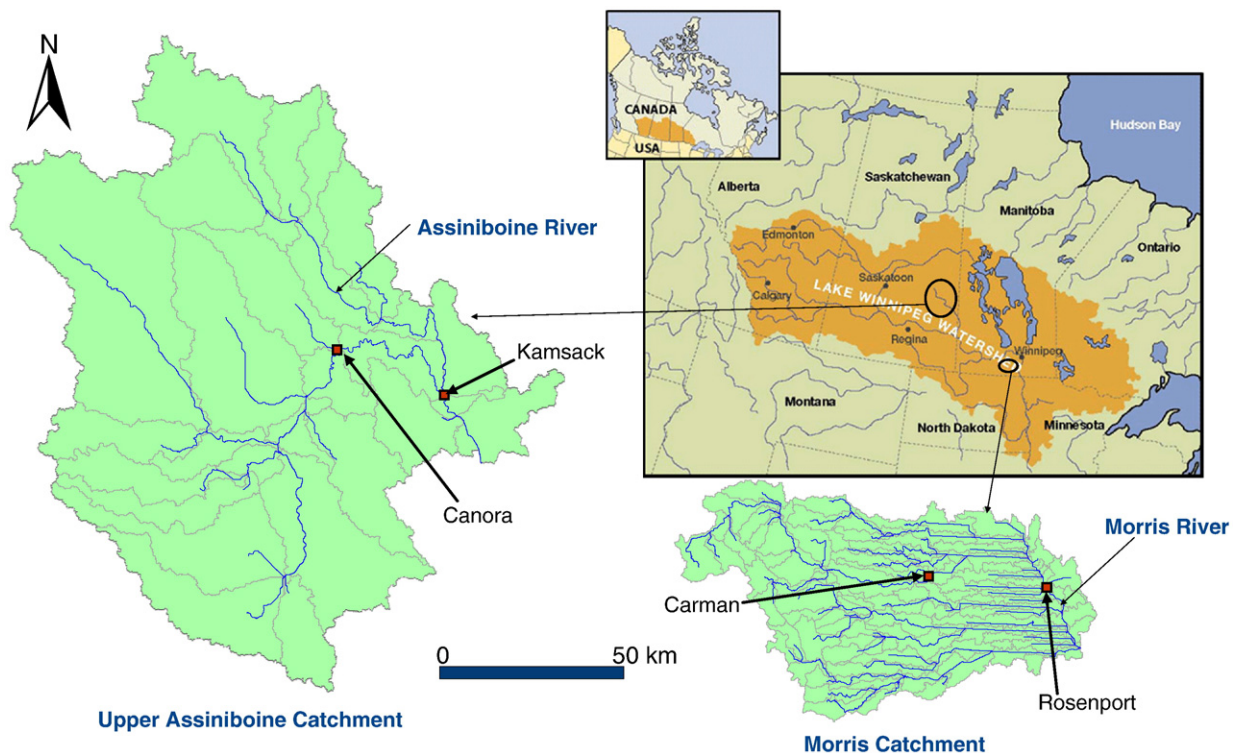 N
Assiniboine River
Kamsack
Canora
0 50 km
Upper Assiniboine Catchment
CANADA
USA
Hudson Bay
Alberta
Saskatchewan
Manitoba
Ontario
Edmonton
Saskatoon
Calgary
LAKE WINNIPEG WATERSHED
Regina
Winnipeg
Montana
North Dakota
Minnesota
Morris River
Carman
Rosenport
Morris Catchment